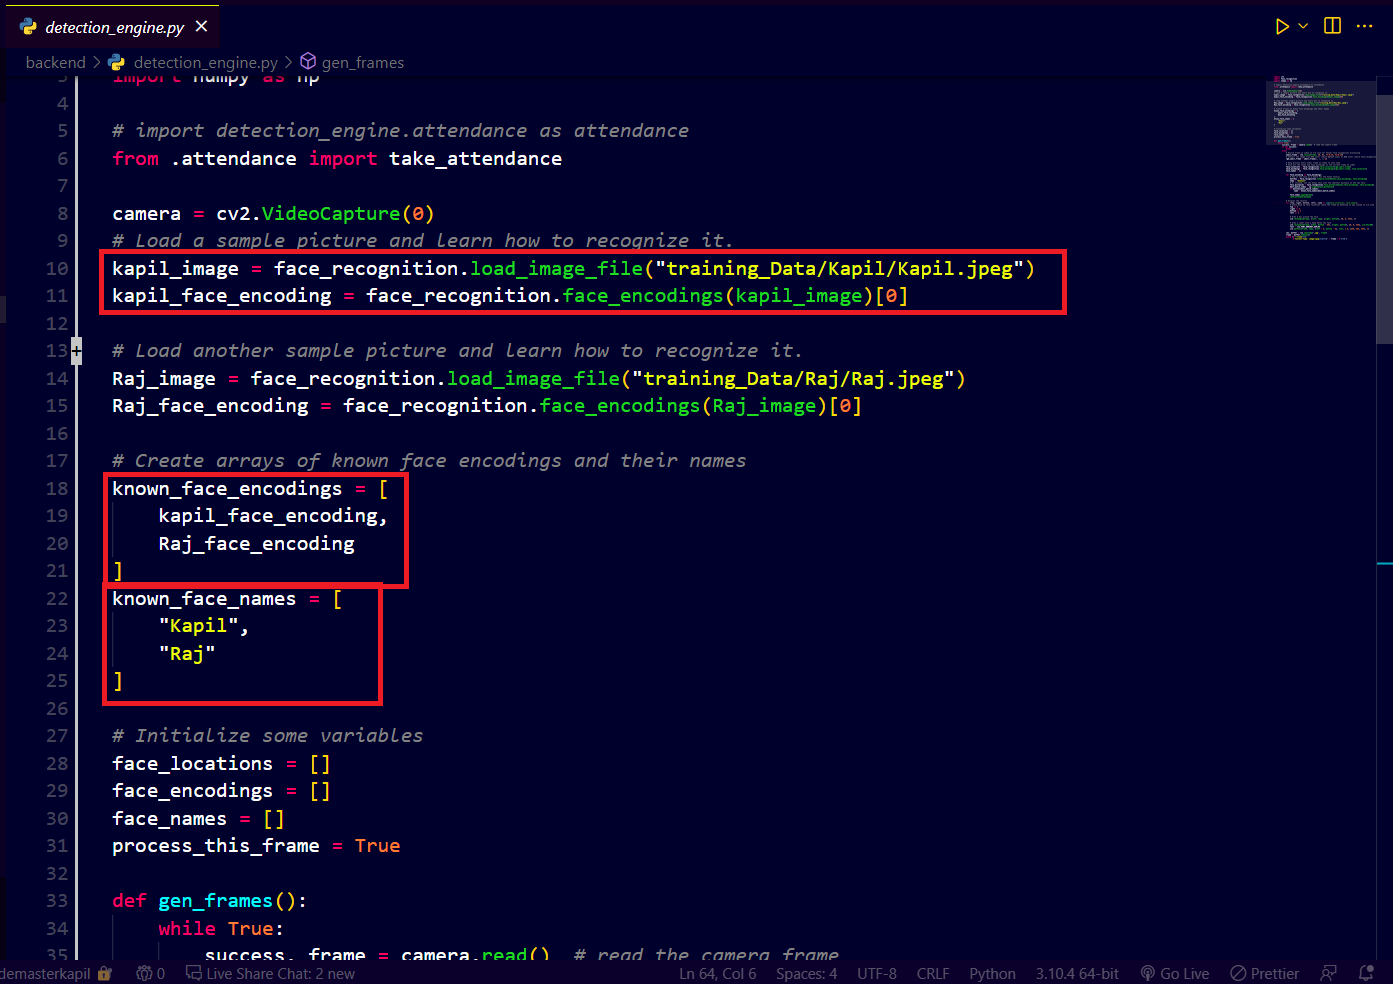 detection_engine.py
backend > detection_engine.py > gen_frames
3 import numpy as np
4
5 # import detection_engine.attendance as attendance
6 from .attendance import take_attendance
7
8 camera = cv2.VideoCapture(0)
9 # Load a sample picture and learn how to recognize it.
10 kapil_image = face_recognition.load_image_file("training_Data/Kapil/Kapil.jpeg")
11 kapil_face_encoding = face_recognition.face_encodings(kapil_image)[0]
12
13 # Load another sample picture and learn how to recognize it.
14 Raj_image = face_recognition.load_image_file("training_Data/Raj/Raj.jpeg")
15 Raj_face_encoding = face_recognition.face_encodings(Raj_image)[0]
16
17 # Create arrays of known face encodings and their names
18 known_face_encodings = [
19     kapil_face_encoding,
20     Raj_face_encoding
21 ]
22 known_face_names = [
23     "Kapil",
24     "Raj"
25 ]
26
27 # Initialize some variables
28 face_locations = []
29 face_encodings = []
30 face_names = []
31 process_this_frame = True
32
33 def gen_frames():
34     while True:
35         success, frame = camera.read()  # read the camera frame
demasterkapil 0 Live Share Chat: 2 new Ln 64, Col 6 Spaces: 4 UTF-8 CRLF Python 3.10.4 64-bit Go Live Prettier